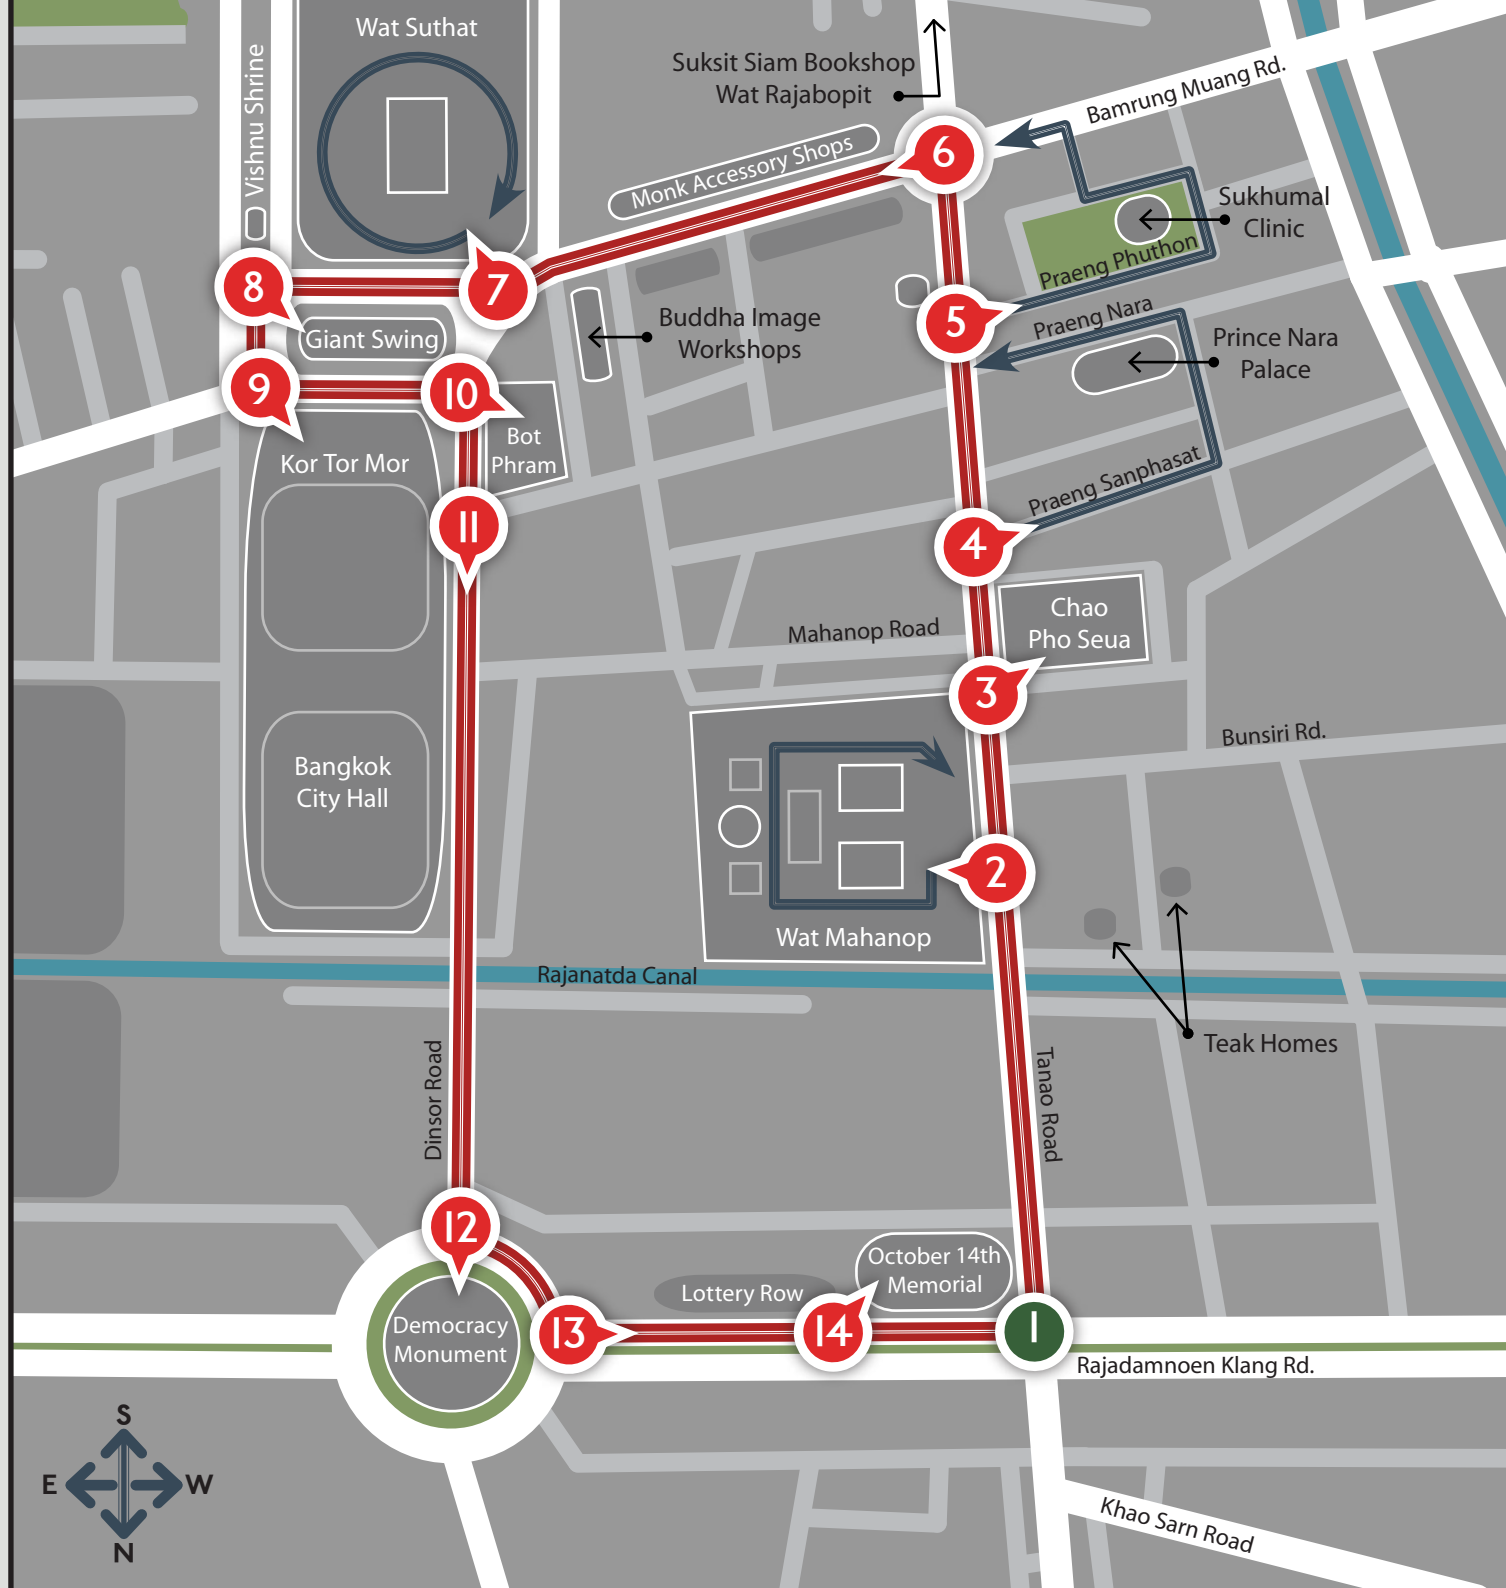 Wat Suthat
Vishnu Shrine
Suksit Siam Bookshop
Wat Rajabopit
Bamrung Muang Rd.
6
Monk Accessory Shops
Sukhumal
Clinic
Praeng Phuthon
8
7
5
Praeng Nara
Giant Swing
Buddha Image
Workshops
Prince Nara
Palace
9
10
Bot
Phram
Kor Tor Mor
Praeng Sanphasat
11
4
Chao
Pho Seua
Mahanop Road
3
Bunsiri Rd.
Bangkok
City Hall
2
Wat Mahanop
Rajanatda Canal
Teak Homes
Dinsor Road
Tanao Road
12
October 14th
Memorial
Lottery Row
Democracy
Monument
13
14
1
Rajadamnoen Klang Rd.
S
E
W
N
Khao Sarn Road